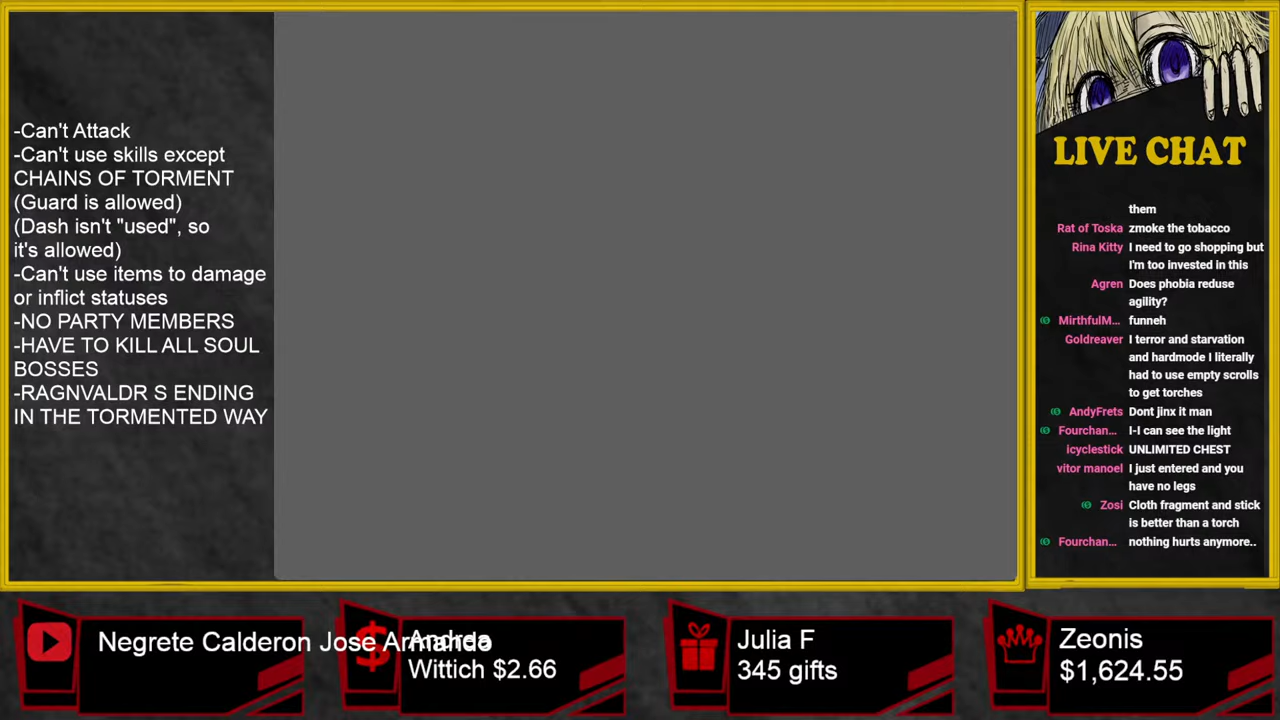 -Can't Attack
-Can't use skills except
CHAINS OF TORMENT
(Guard is allowed)
(Dash isn't "used", so
it's allowed)
-Can't use items to damage
or inflict statuses
-NO PARTY MEMBERS
-HAVE TO KILL ALL SOUL
BOSSES
-RAGNVALDR S ENDING
IN THE TORMENTED WAY
LIVE CHAT
them
Rat of Toska zmoke the tobacco
Rina Kitty I need to go shopping but
I'm too invested in this
Agren Does phobia reduse
agility?
MirthfulM... funneh
Goldreaver I terror and starvation
and hardmode I literally
had to use empty scrolls
to get torches
AndyFrets Dont jinx it man
Fourchan... I-I can see the light
icyclestick UNLIMITED CHEST
vitor manoel I just entered and you
have no legs
Zosi Cloth fragment and stick
is better than a torch
Fourchan... nothing hurts anymore..
Negrete Calderon Jose Armando
Andrea
Wittich $2.66
Julia F
345 gifts
Zeonis
$1,624.55